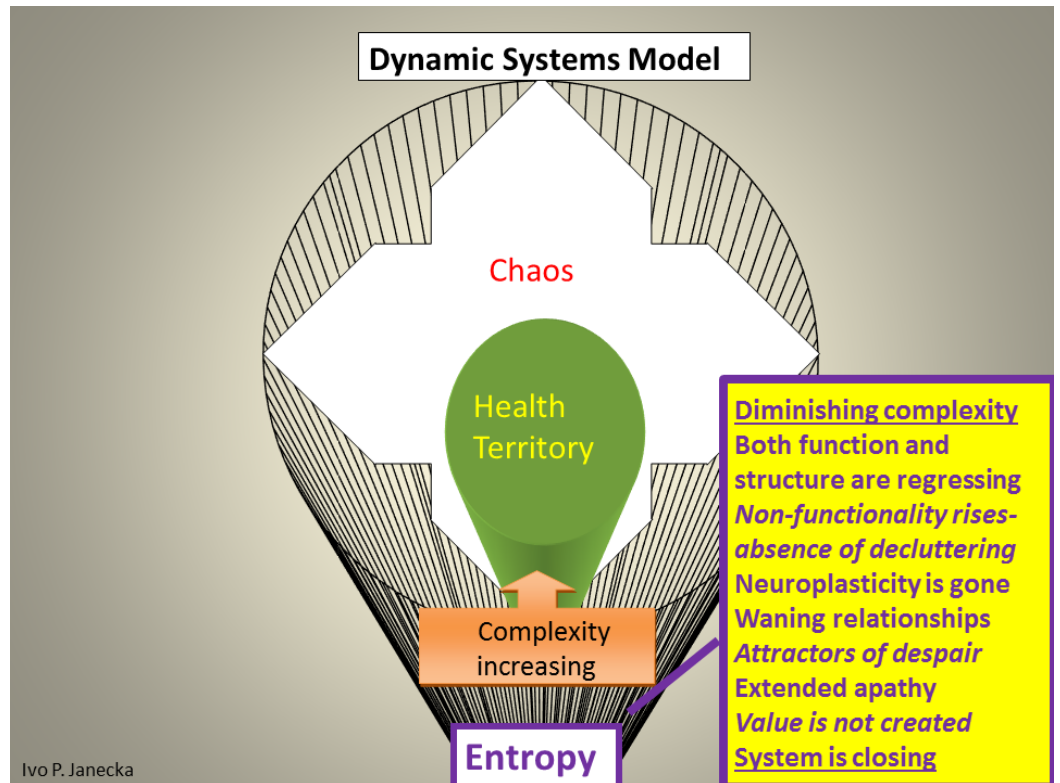 Dynamic Systems Model
Chaos
Health
Territory
Complexity
increasing
Diminishing complexity
Both function and
structure are regressing
Non-functionality rises-
absence of decluttering
Neuroplasticity is gone
Waning relationships
Attractors of despair
Extended apathy
Value is not created
System is closing
Entropy
Ivo P. Janecka